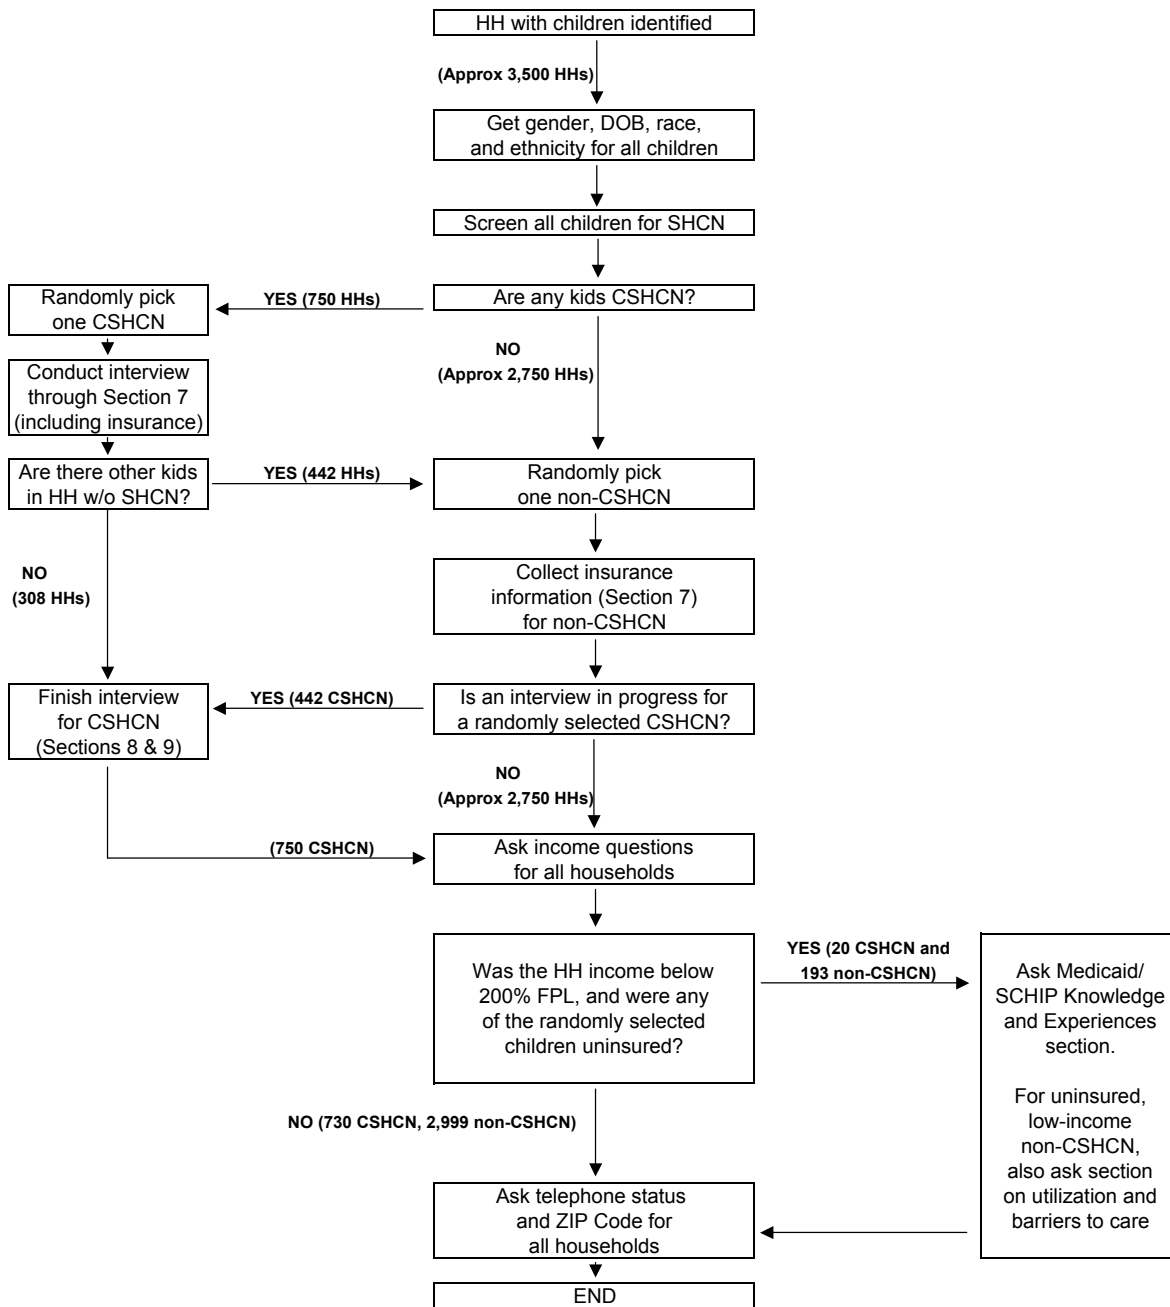 HH with children identified
(Approx 3,500 HHs)
Get gender, DOB, race,
and ethnicity for all children
Screen all children for SHCN
Are any kids CSHCN?
YES (750 HHs)
Randomly pick
one CSHCN
Conduct interview
through Section 7
(including insurance)
NO
(Approx 2,750 HHs)
Are there other kids
in HH w/o SHCN?
YES (442 HHs)
Randomly pick
one non-CSHCN
NO
(308 HHs)
Collect insurance
information (Section 7)
for non-CSHCN
Is an interview in progress for
a randomly selected CSHCN?
YES (442 CSHCN)
Finish interview
for CSHCN
(Sections 8 & 9)
NO
(Approx 2,750 HHs)
(750 CSHCN)
Ask income questions
for all households
Was the HH income below
200% FPL, and were any
of the randomly selected
children uninsured?
YES (20 CSHCN and
193 non-CSHCN)
Ask Medicaid/
SCHIP Knowledge
and Experiences
section.
For uninsured,
low-income
non-CSHCN,
also ask section
on utilization and
barriers to care
NO (730 CSHCN, 2,999 non-CSHCN)
Ask telephone status
and ZIP Code for
all households
END